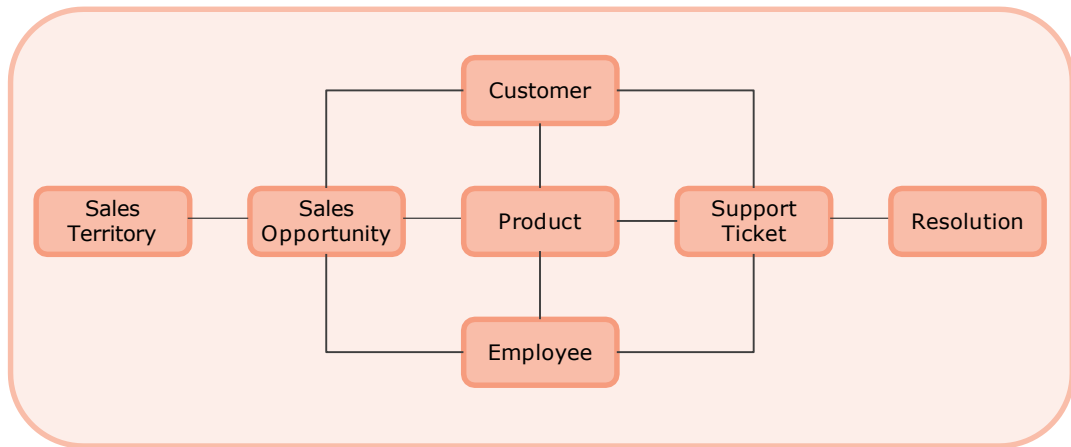 Customer
Sales
Territory
Sales
Opportunity
Product
Support
Ticket
Resolution
Employee